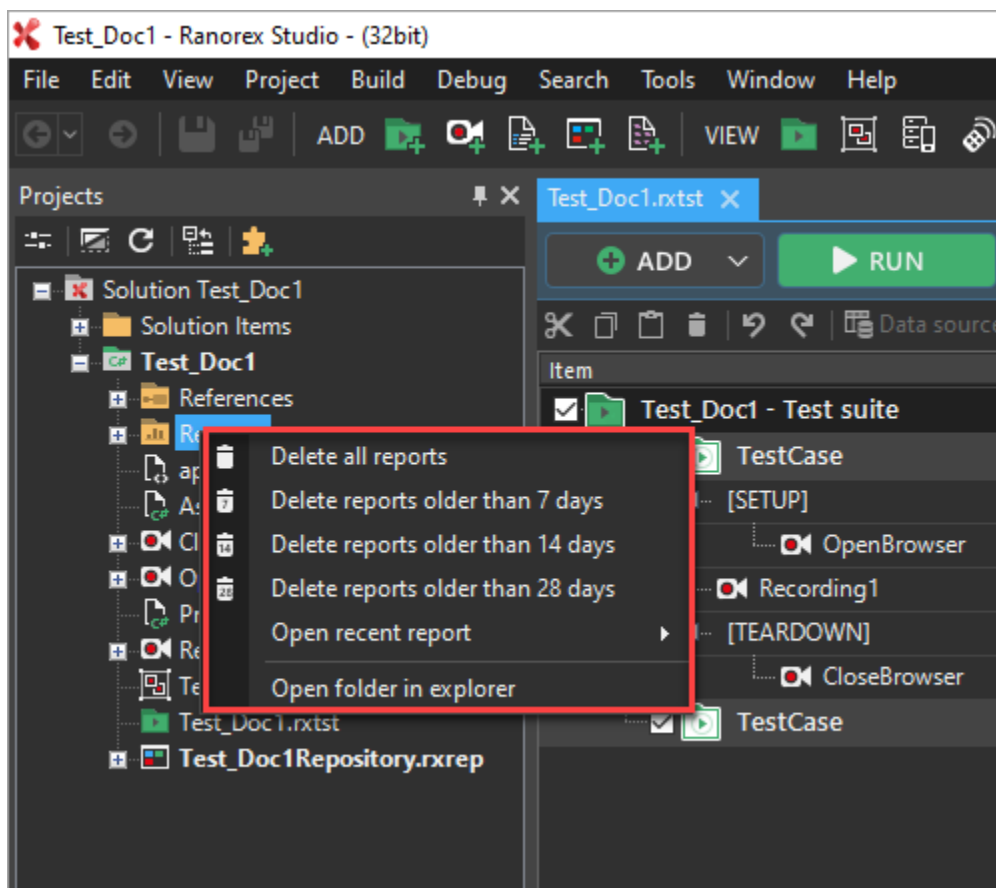 Test_Doc1 - Ranorex Studio - (32bit)
File Edit View Project Build Debug Search Tools Window Help
ADD VIEW
Projects
Test_Doc1.rxtst
ADD RUN
Solution Test_Doc1
Solution Items
Data source
Test_Doc1
Item
References
Test_Doc1 - Test suite
Delete all reports
TestCase
7 Delete reports older than 7 days
[SETUP]
14 Delete reports older than 14 days
OpenBrowser
28 Delete reports older than 28 days
Recording1
Open recent report
[TEARDOWN]
Open folder in explorer
CloseBrowser
Test_Doc1.rxtst
TestCase
Test_Doc1Repository.rxrep